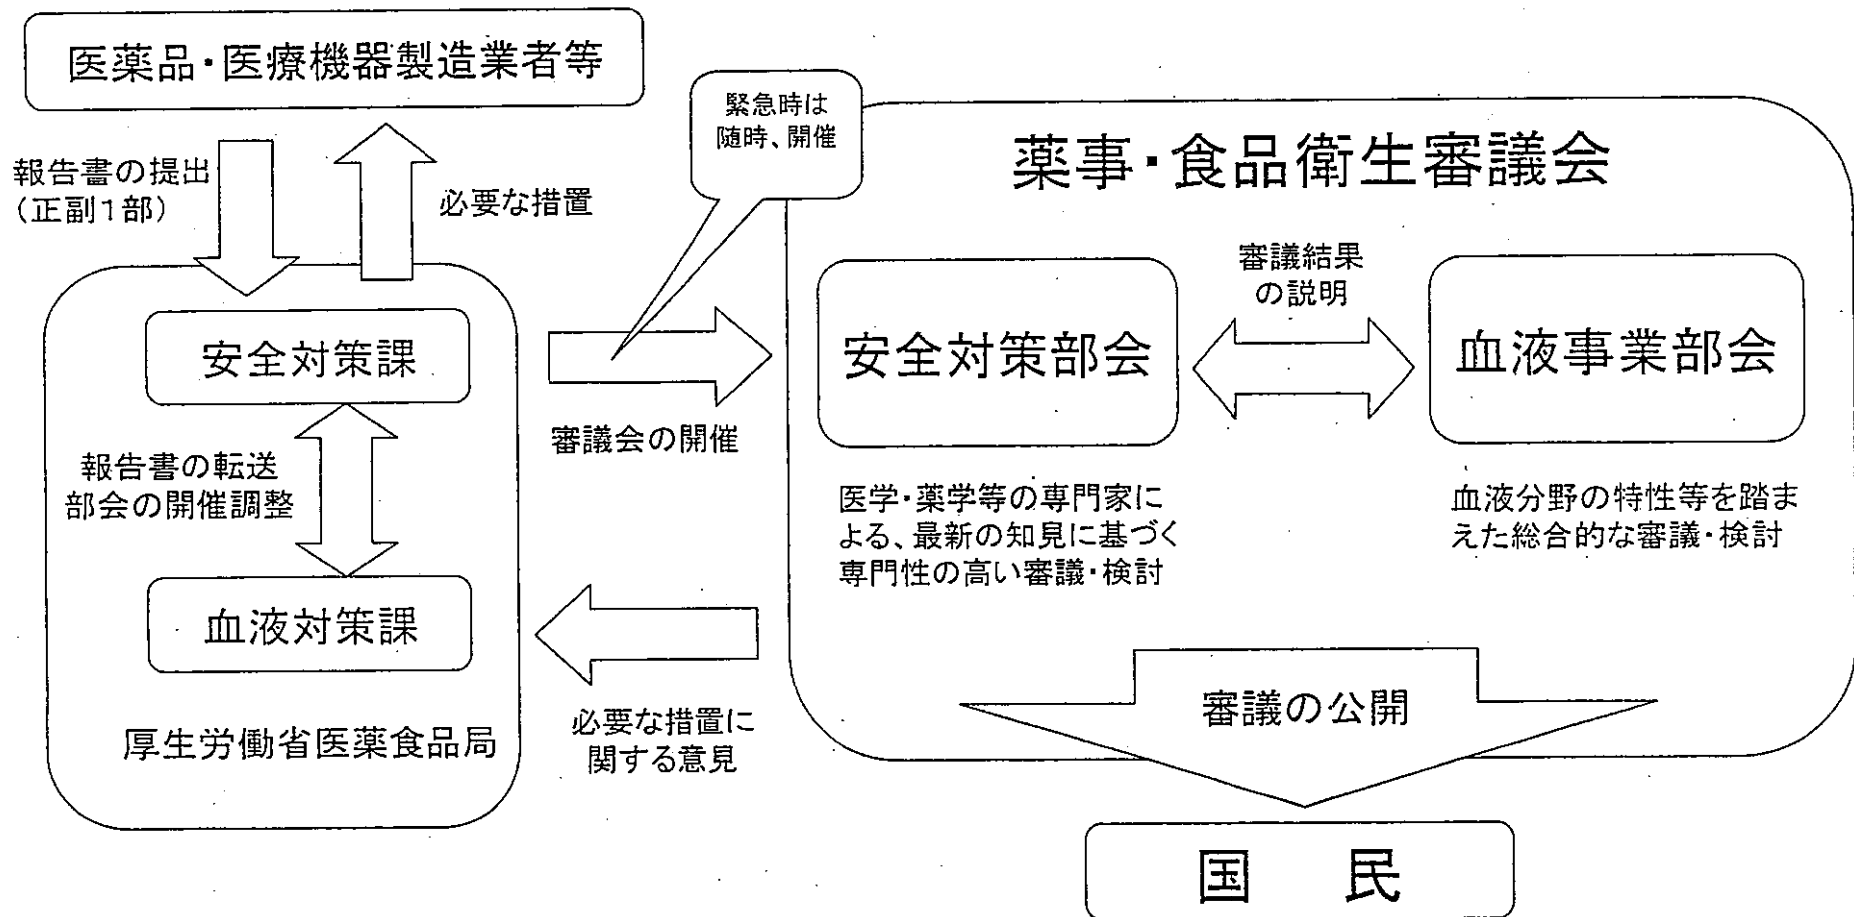 医薬品・医療機器製造業者等
報告書の提出
(正副1部)
必要な措置
緊急時は
随時、開催
安全対策課
報告書の転送
部会の開催調整
血液対策課
厚生労働省医薬食品局
審議会の開催
必要な措置に
関する意見
薬事・食品衛生審議会
安全対策部会
審議結果
の説明
血液事業部会
医学・薬学等の専門家に
よる、最新の知見に基づく
専門性の高い審議・検討
血液分野の特性等を踏ま
えた総合的な審議・検討
審議の公開
国 民